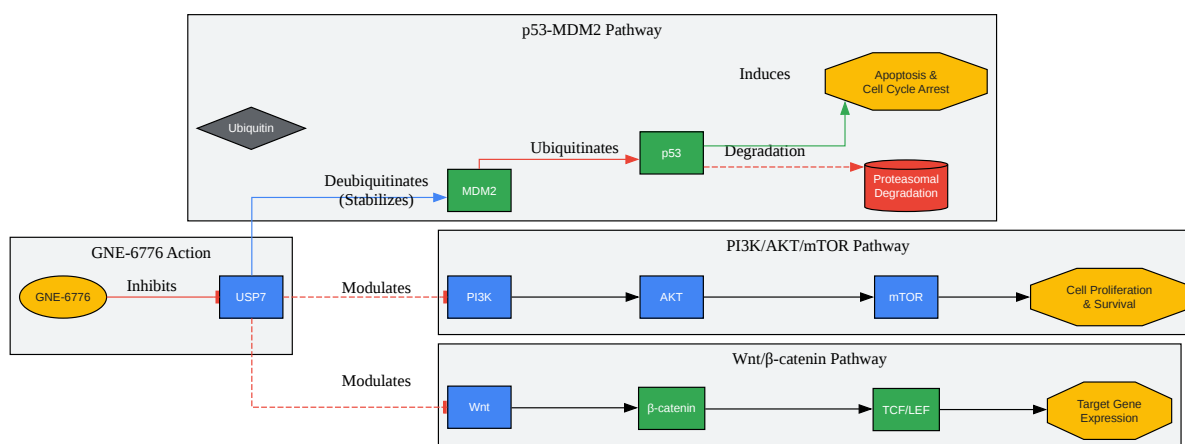 p53-MDM2 Pathway
Induces
Apoptosis &
Cell Cycle Arrest
Ubiquitin
Ubiquitinates
p53
Degradation
Deubiquitinates
(Stabilizes)
MDM2
Proteasomal
Degradation
GNE-6776 Action
GNE-6776
Inhibits
USP7
Modulates
PI3K/AKT/mTOR Pathway
PI3K
AKT
mTOR
Cell Proliferation
& Survival
Modulates
Wnt/β-catenin Pathway
Wnt
β-catenin
TCF/LEF
Target Gene
Expression